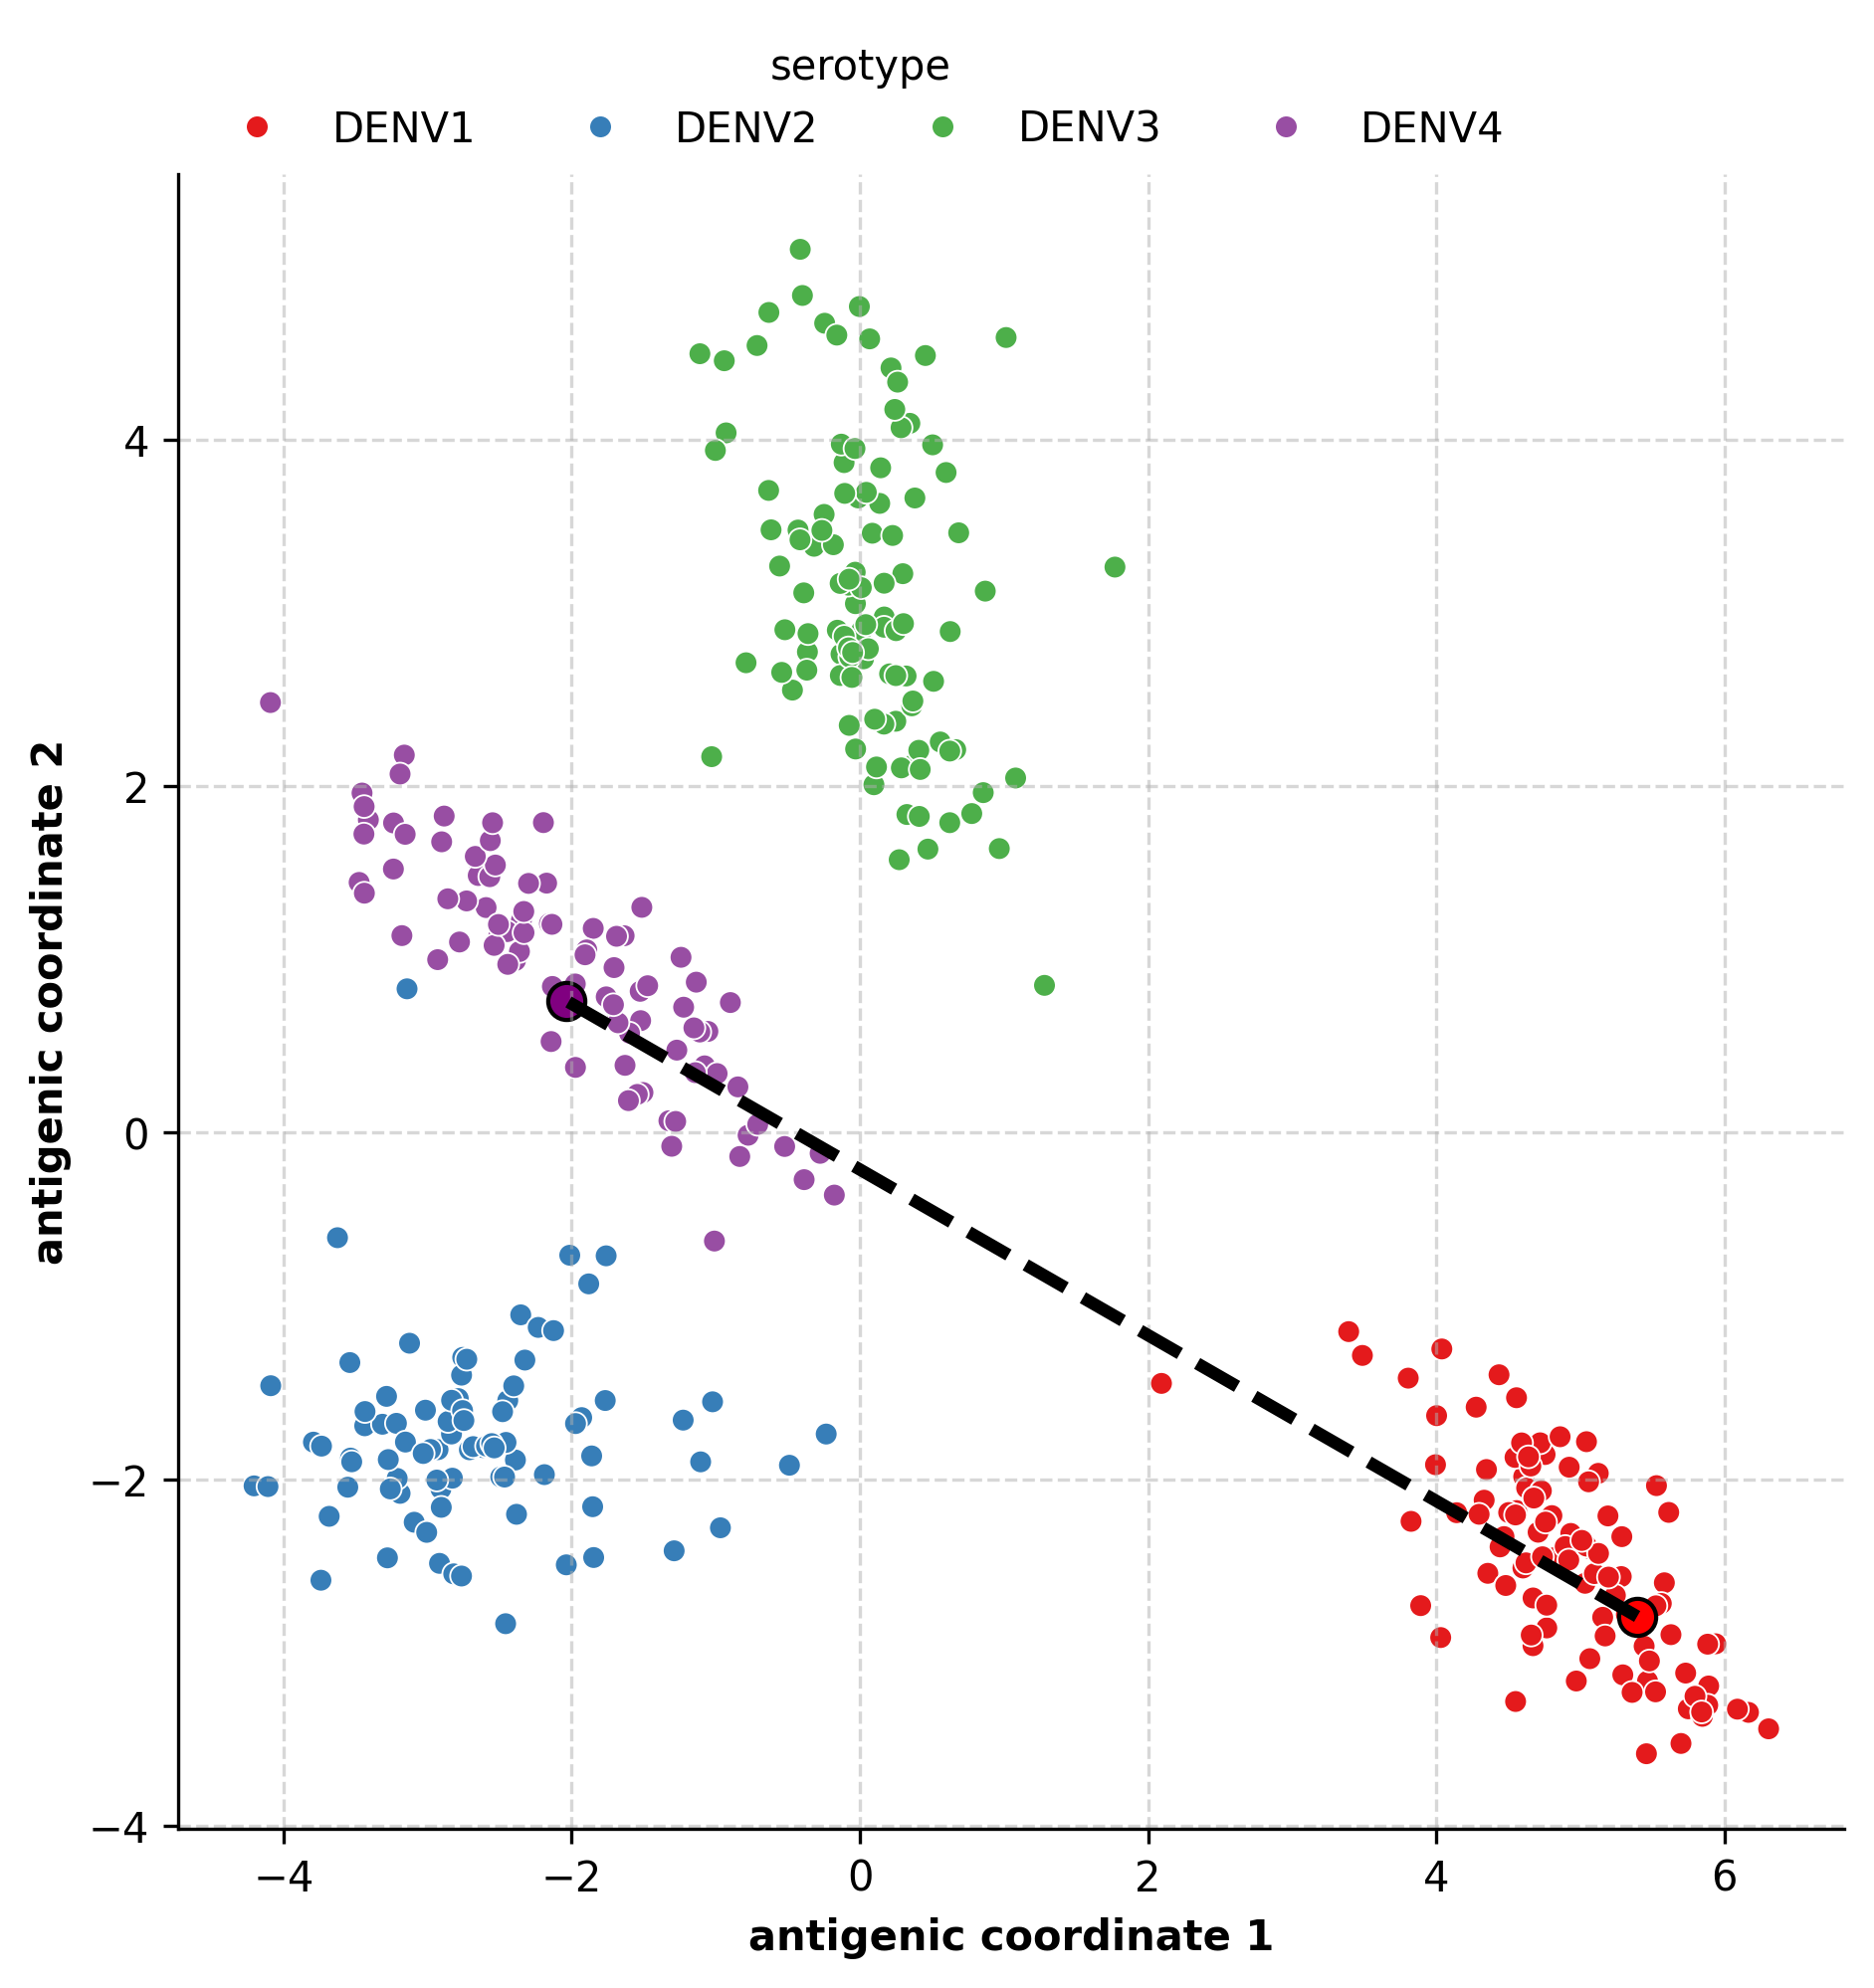 serotype
DENV1 DENV2 DENV3 DENV4
antigenic coordinate 2
4
2
0
−2
−4
−4 −2 0 2 4 6
antigenic coordinate 1